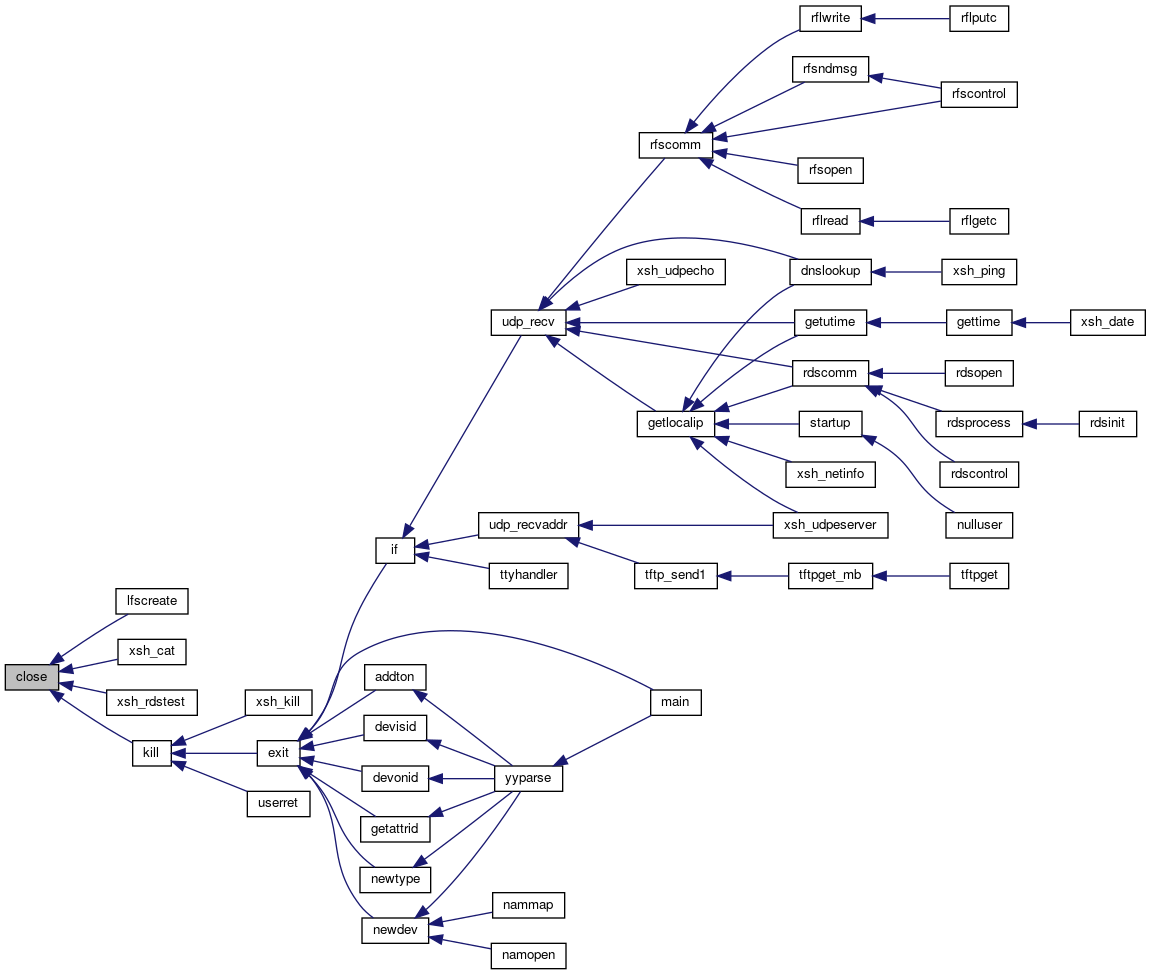 rflwrite
rflputc
rfsndmsg
rfscontrol
rfscomm
rfsopen
rflread
rflgetc
dnslookup
xsh_ping
xsh_udpecho
udp_recv
getutime
gettime
xsh_date
rdscomm
rdsopen
getlocalip
startup
rdsprocess
rdsinit
xsh_netinfo
rdscontrol
udp_recvaddr
xsh_udpeserver
nulluser
if
ttyhandler
tftp_send1
tftpget_mb
tftpget
lfscreate
xsh_cat
close
addton
xsh_rdstest
xsh_kill
main
devisid
kill
exit
devonid
yyparse
userret
getattrid
newtype
nammap
newdev
namopen